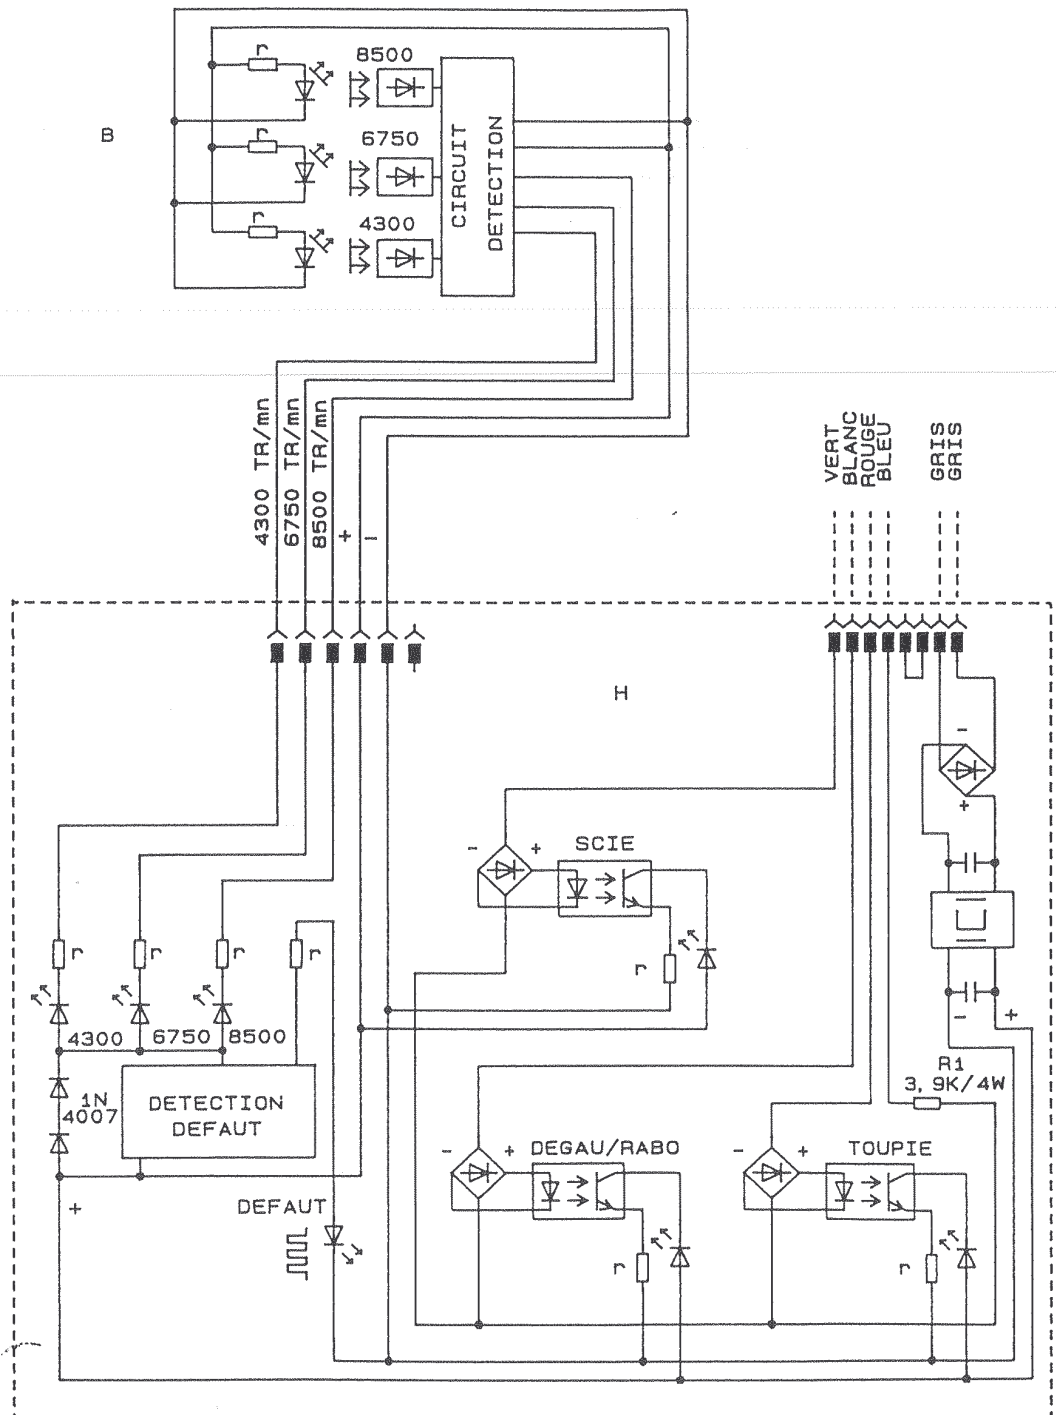 r
8500
B
r
6750
CIRCUIT
DETECTION
r
4300
4300 TR/mn
6750 TR/mn
8500 TR/mn
+
-
VERT
BLANC
ROUGE
BLEU
GRIS
GRIS
H
-
+
SCIE
-
+
r
r
r
r
r
4300
6750
8500
-
+
R1
3,9K/4W
1N
4007
DETECTION
DEFAUT
DEGAU/RABO
-
+
TOUPIE
-
+
+
DEFAUT
r
r